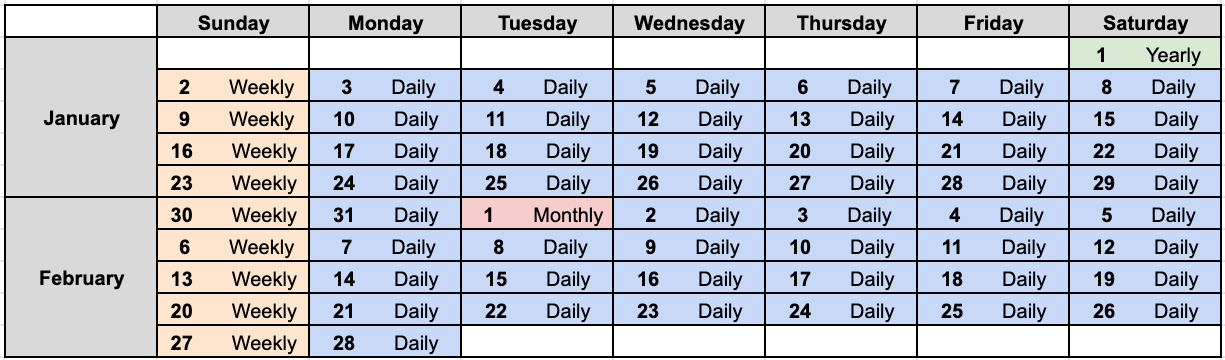 Sunday Monday Tuesday Wednesday Thursday Friday Saturday
1 Yearly
2 Weekly 3 Daily 4 Daily 5 Daily 6 Daily 7 Daily 8 Daily
January 9 Weekly 10 Daily 11 Daily 12 Daily 13 Daily 14 Daily 15 Daily
16 Weekly 17 Daily 18 Daily 19 Daily 20 Daily 21 Daily 22 Daily
23 Weekly 24 Daily 25 Daily 26 Daily 27 Daily 28 Daily 29 Daily
30 Weekly 31 Daily 1 Monthly 2 Daily 3 Daily 4 Daily 5 Daily
6 Weekly 7 Daily 8 Daily 9 Daily 10 Daily 11 Daily 12 Daily
February 13 Weekly 14 Daily 15 Daily 16 Daily 17 Daily 18 Daily 19 Daily
20 Weekly 21 Daily 22 Daily 23 Daily 24 Daily 25 Daily 26 Daily
27 Weekly 28 Daily